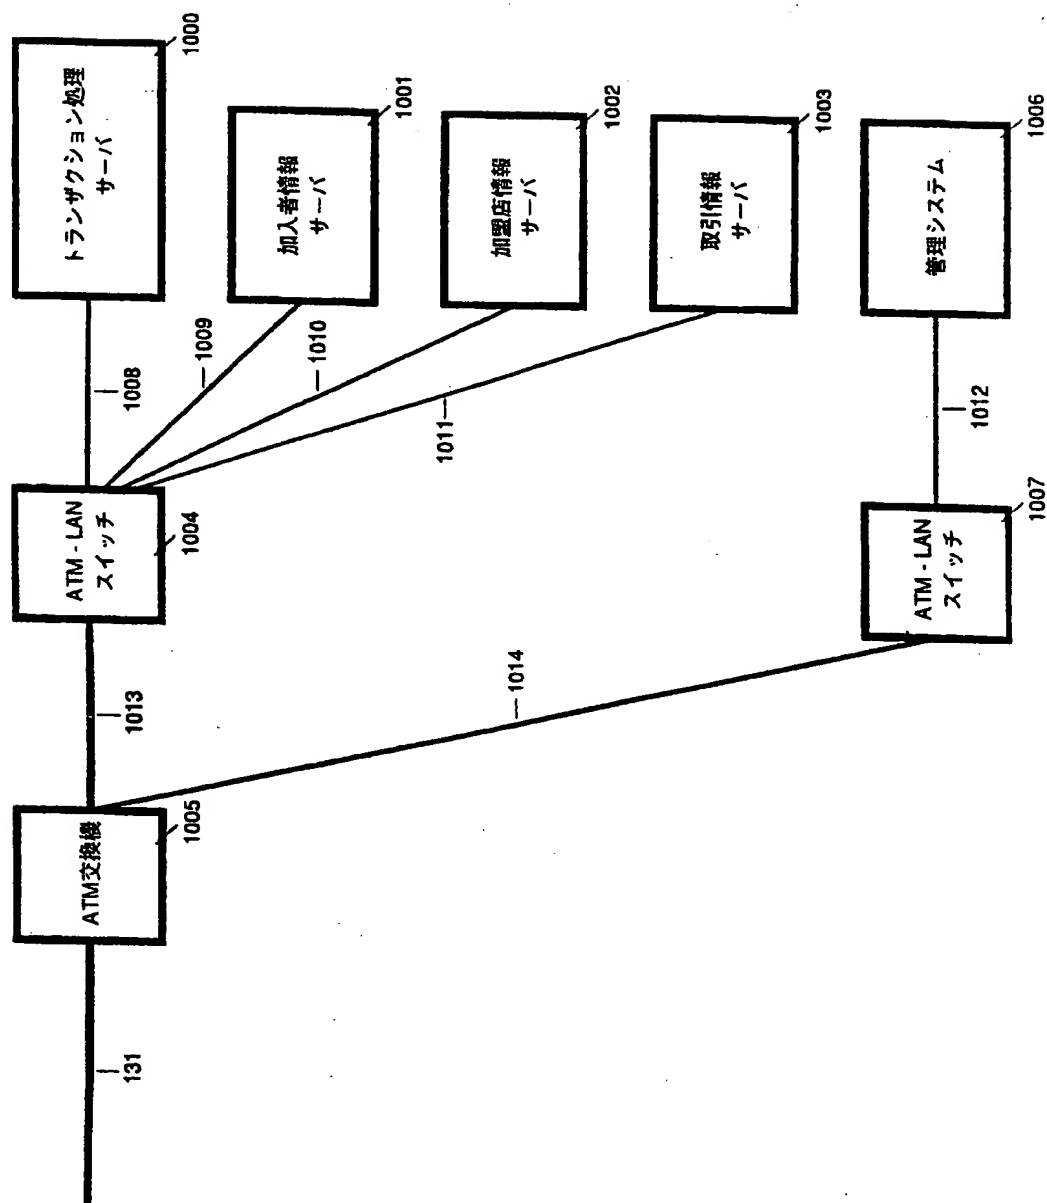 トランザクション処理
サーバ
1000
加入者情報
サーバ
1001
加盟店情報
サーバ
1002
取引情報
サーバ
1003
管理システム
1006
1008
1009
1010
1011
1012
ATM - LAN
スイッチ
1004
ATM - LAN
スイッチ
1007
1013
1014
ATM交換機
1005
131